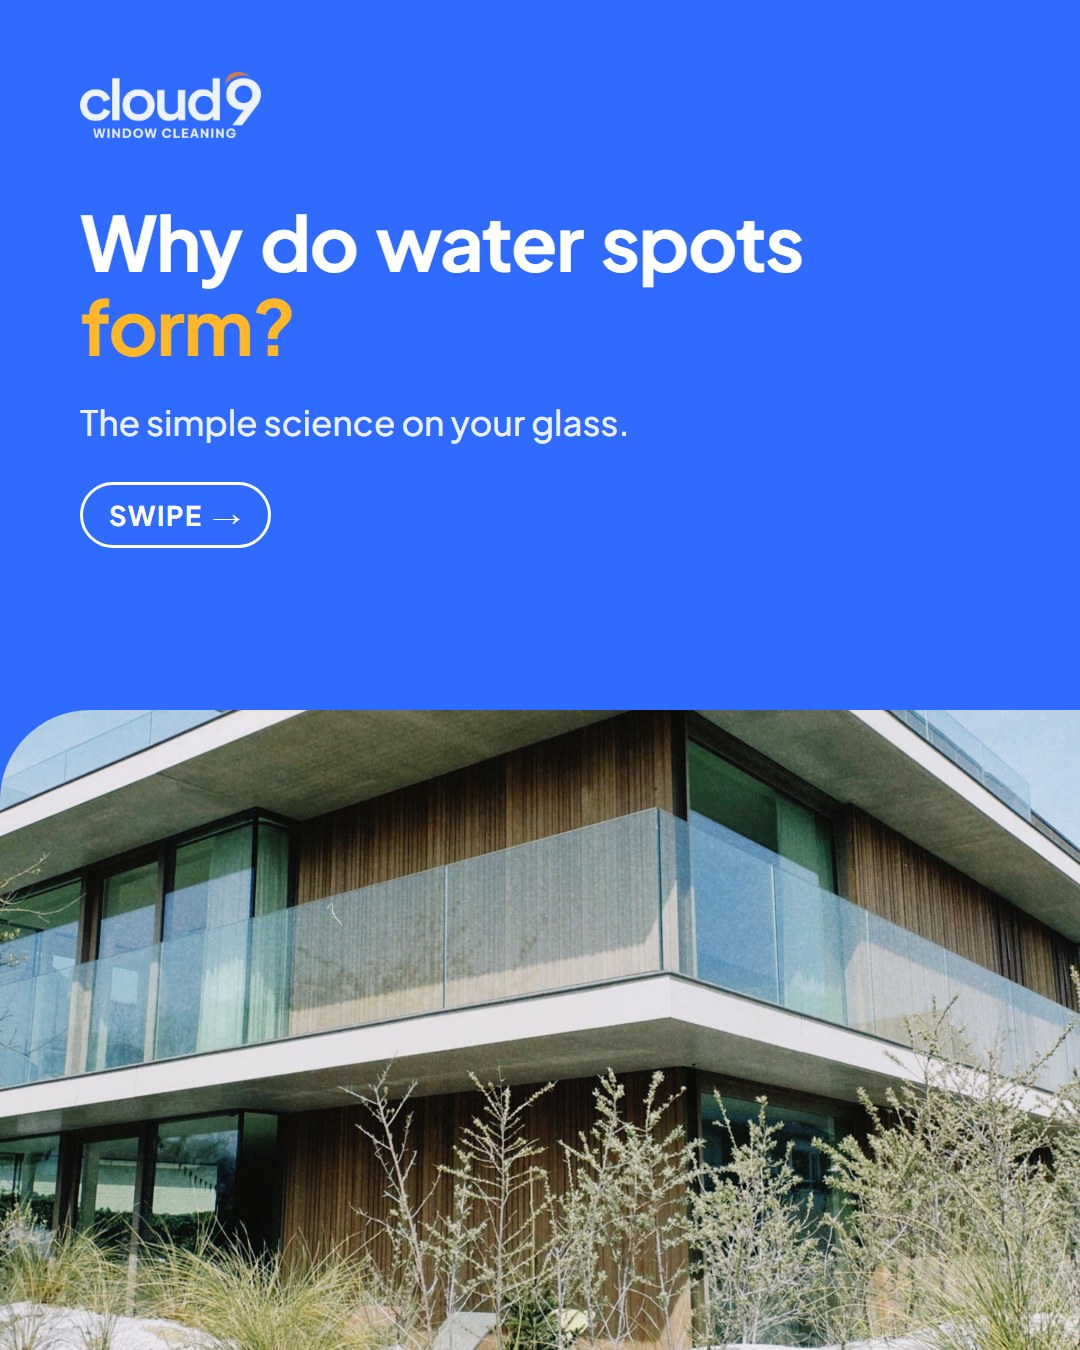 cloud9
WINDOW CLEANING
Why do water spots
form?
The simple science on your glass.
SWIPE →